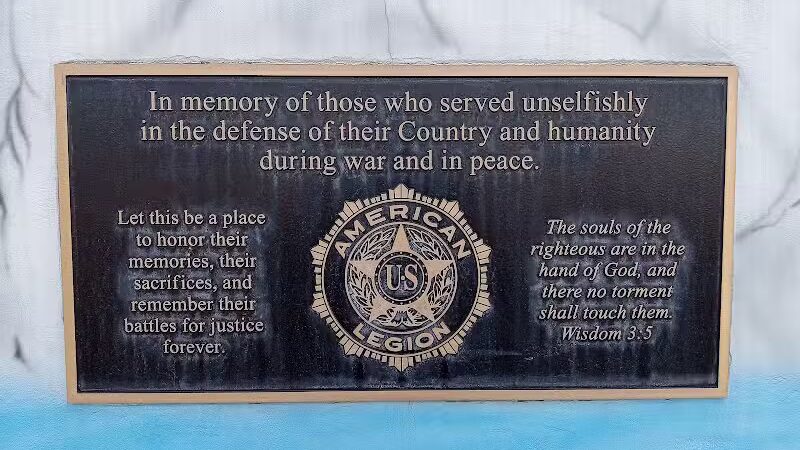 In memory of those who served unselfishly
in the defense of their Country and humanity
during war and in peace.
Let this be a place
to honor their
memories, their
sacrifices, and
remember their
battles for justice
forever.
AMERICAN
US
LEGION
The souls of the
righteous are in the
hand of God, and
there no torment
shall touch them.
Wisdom 3:5